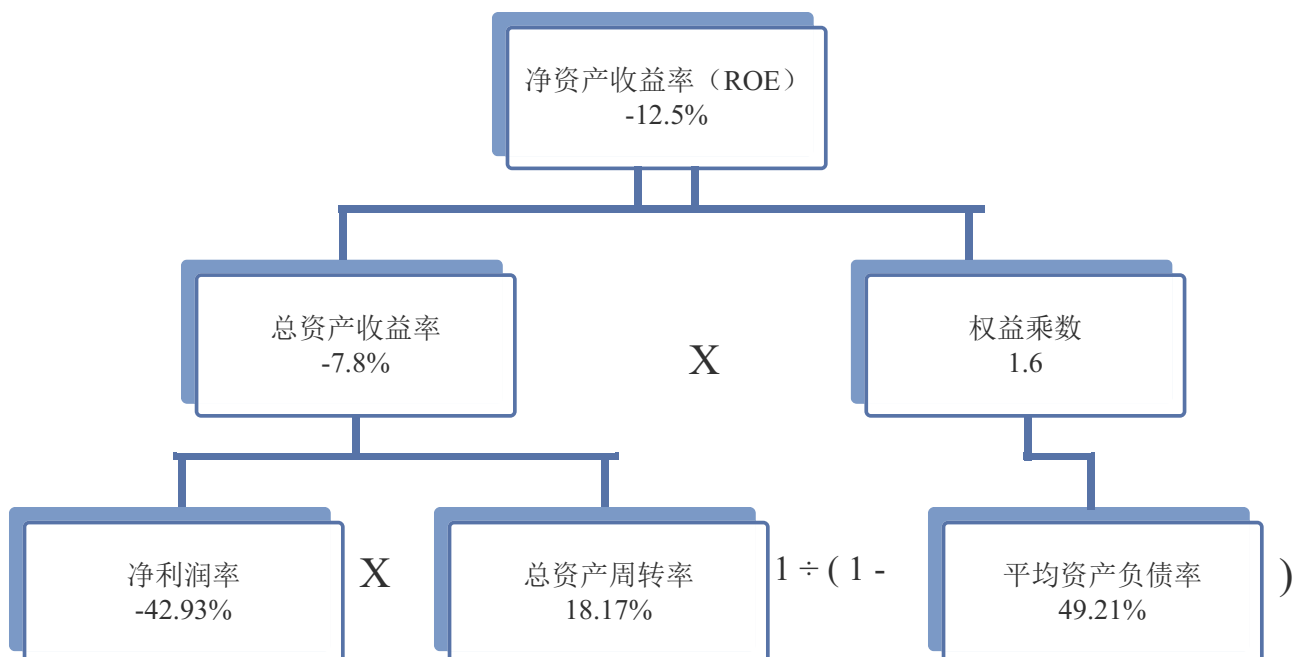 净资产收益率（ROE）
-12.5%
总资产收益率
-7.8%
X
权益乘数
1.6
净利润率
-42.93%
X
总资产周转率
18.17%
1 ÷ ( 1 -
平均资产负债率
49.21%
)